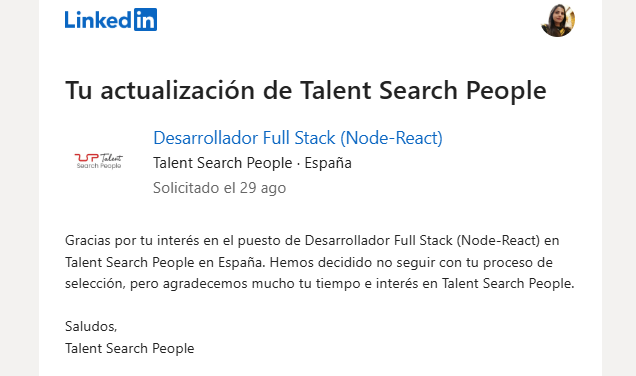 LinkedIn
Tu actualización de Talent Search People
Desarrollador Full Stack (Node-React)
UP Talent
Search People
Talent Search People · España
Solicitado el 29 ago
Gracias por tu interés en el puesto de Desarrollador Full Stack (Node-React) en
Talent Search People en España. Hemos decidido no seguir con tu proceso de
selección, pero agradecemos mucho tu tiempo e interés en Talent Search People.
Saludos,
Talent Search People